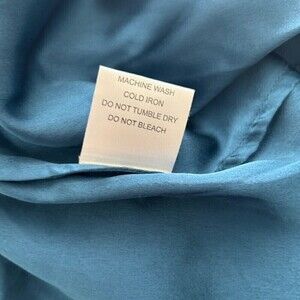 MACHINE WASH
COLD IRON
DO NOT TUMBLE DRY
DO NOT BLEACH